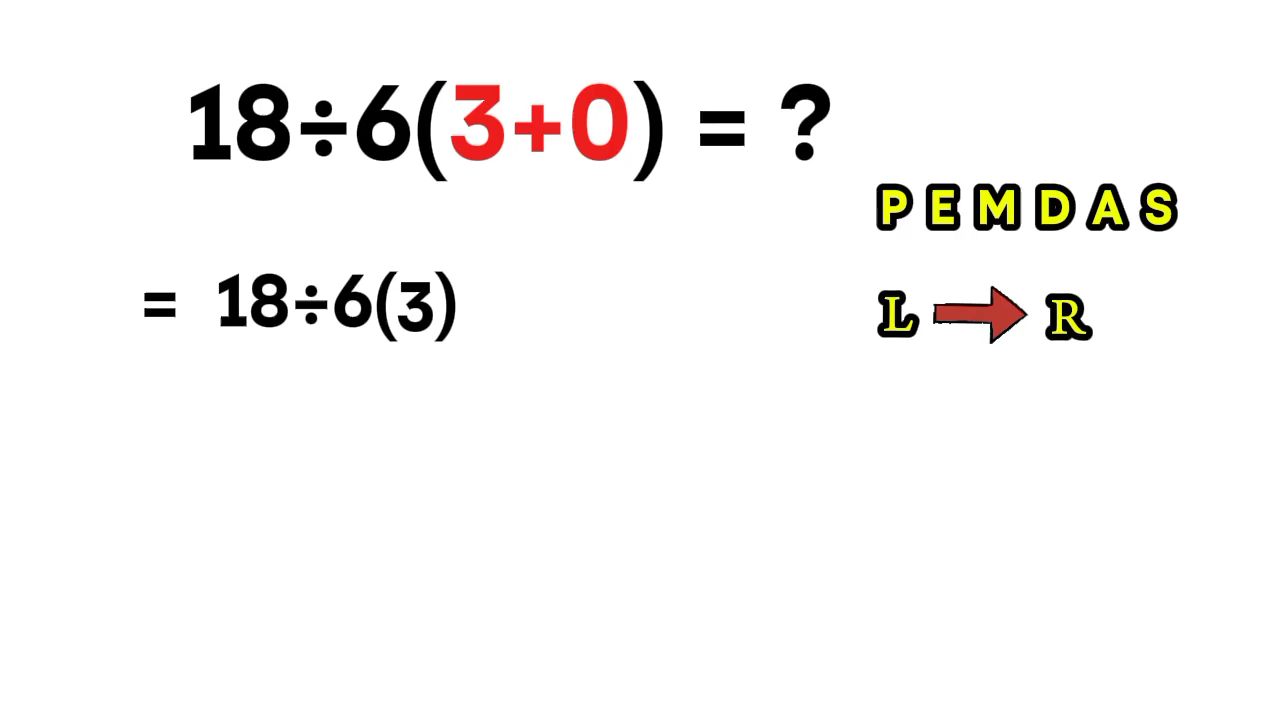 18÷6(3+0) = ?
P E M D A S
= 18÷6(3)
L R